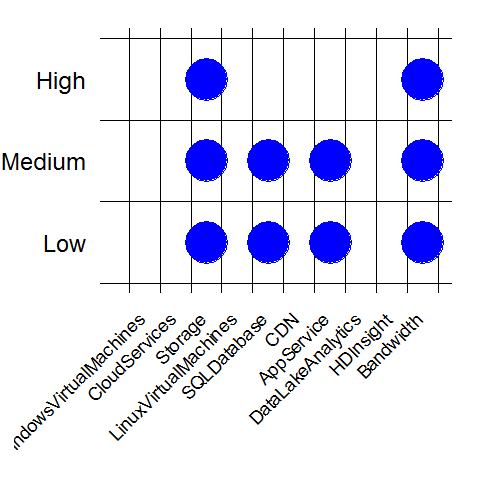 High
Medium
Low
ndowsVirtualMachines
CloudServices
Storage
LinuxVirtualMachines
SQLDatabase
CDN
AppService
DataLakeAnalytics
HDInsight
Bandwidth